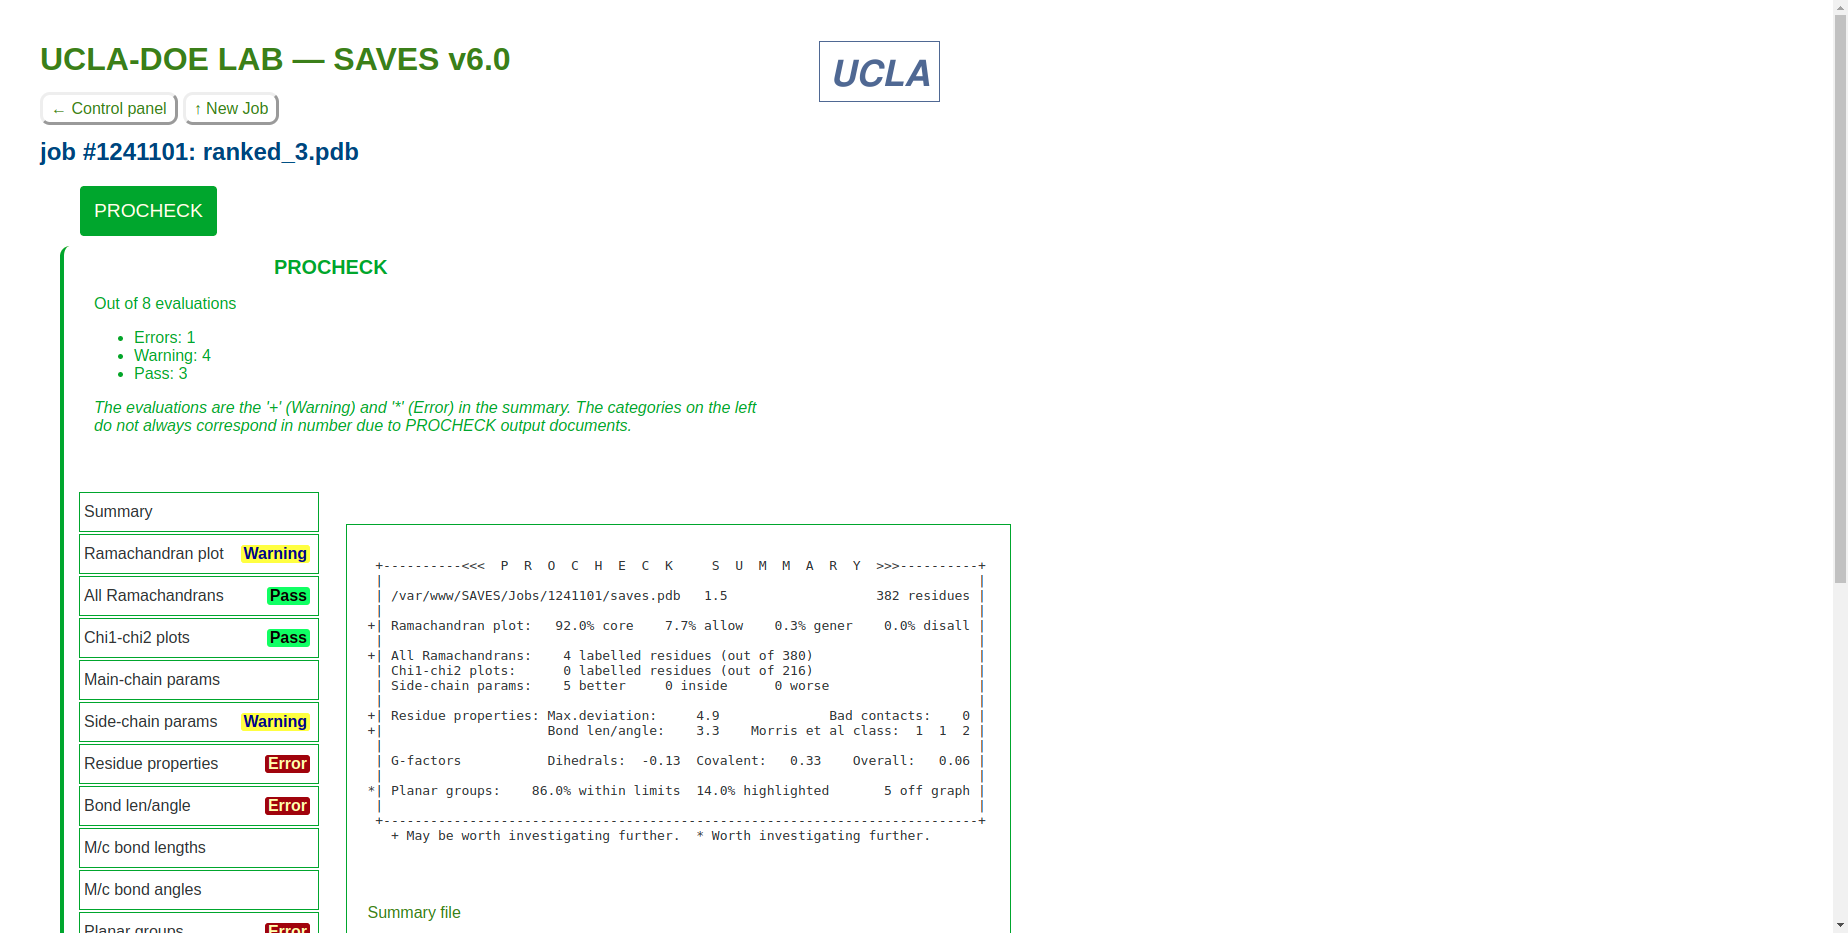 UCLA-DOE LAB — SAVES v6.0
UCLA
← Control panel
↑ New Job
job #1241101: ranked_3.pdb
PROCHECK
PROCHECK
Out of 8 evaluations
• Errors: 1
• Warning: 4
• Pass: 3
The evaluations are the '+' (Warning) and '*' (Error) in the summary. The categories on the left
do not always correspond in number due to PROCHECK output documents.
Summary
Ramachandran plot Warning
All Ramachandrans Pass
Chi1-chi2 plots Pass
Main-chain params
Side-chain params Warning
Residue properties Error
Bond len/angle Error
M/c bond lengths
M/c bond angles
Planar groups Error
+----------<<<  P  R  O  C  H  E  C  K     S  U  M  M  A  R  Y  >>>----------+
|                                                                            |
| /var/www/SAVES/Jobs/1241101/saves.pdb   1.5                   382 residues |
|                                                                            |
+| Ramachandran plot:   92.0% core    7.7% allow    0.3% gener    0.0% disall |
|                                                                            |
+| All Ramachandrans:    4 labelled residues (out of 380)                     |
| Chi1-chi2 plots:      0 labelled residues (out of 216)                     |
| Side-chain params:    5 better     0 inside      0 worse                   |
|                                                                            |
+| Residue properties: Max.deviation:     4.9              Bad contacts:    0 |
+|                     Bond len/angle:    3.3    Morris et al class:  1  1  2 |
|                                                                            |
| G-factors           Dihedrals:  -0.13  Covalent:   0.33    Overall:   0.06 |
|                                                                            |
*| Planar groups:    86.0% within limits  14.0% highlighted       5 off graph |
|                                                                            |
+----------------------------------------------------------------------------+
+ May be worth investigating further.  * Worth investigating further.
Summary file